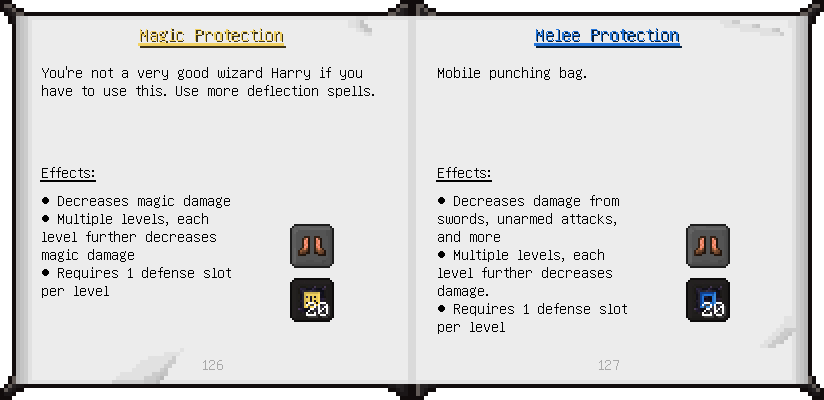 Magic Protection
You're not a very good wizard Harry if you
have to use this. Use more deflection spells.
Effects:
• Decreases magic damage
• Multiple levels, each
level further decreases
magic damage
• Requires 1 defense slot
per level
20
126
Melee Protection
Mobile punching bag.
Effects:
• Decreases damage from
swords, unarmed attacks,
and more
• Multiple levels, each
level further decreases
damage.
• Requires 1 defense slot
per level
20
127